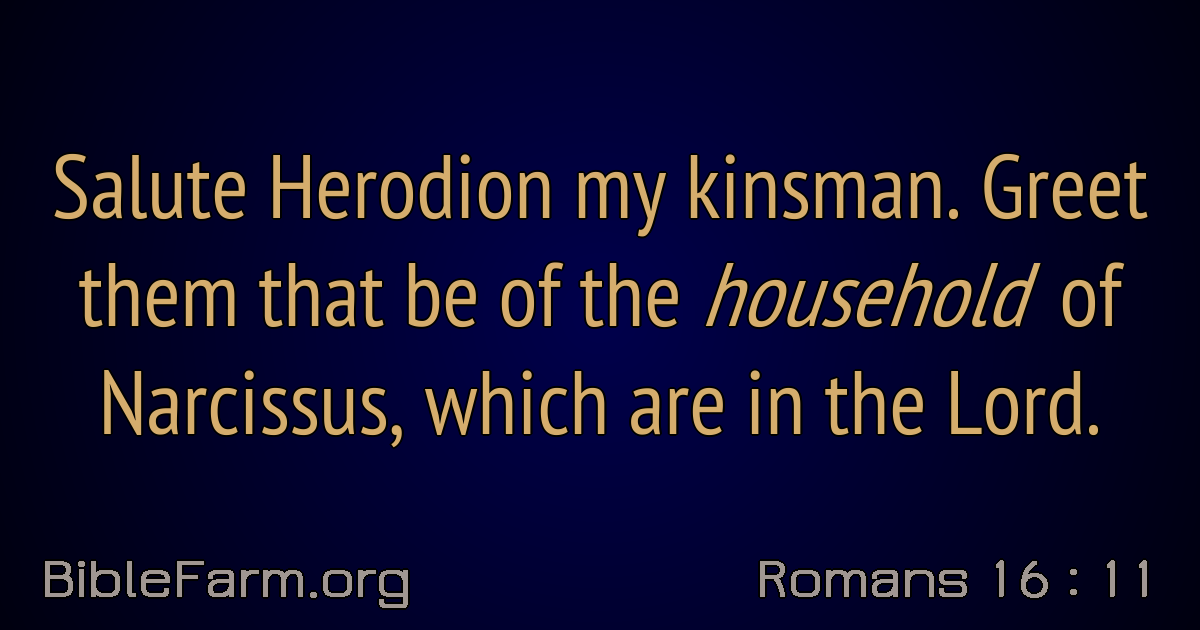 Salute Herodion my kinsman. Greet
them that be of the household of
Narcissus, which are in the Lord.
BibleFarm.org
Romans 16 : 11